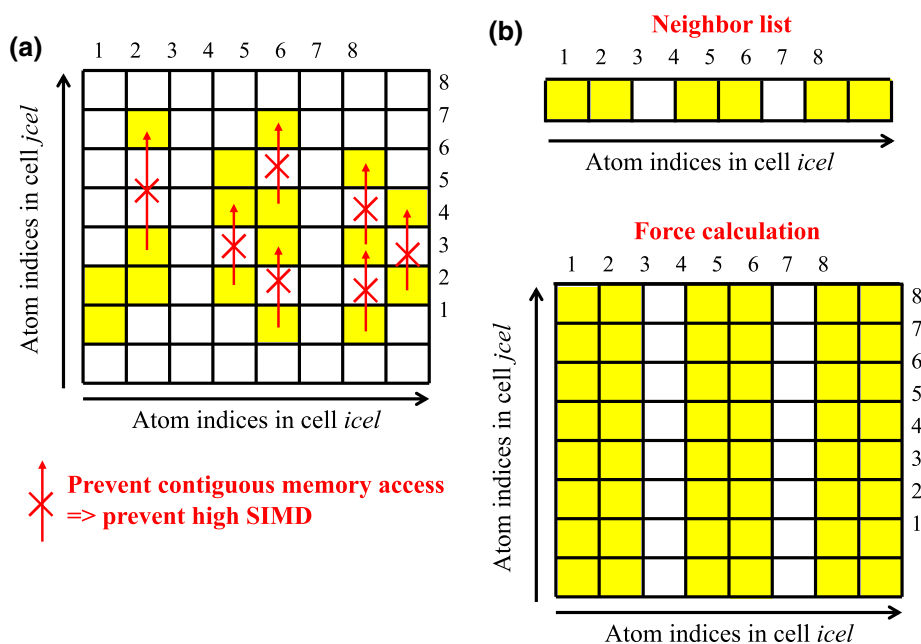 (a)
1 2 3 4 5 6 7 8
8
7
6
5
4
3
2
1
Atom indices in cell jcel
Atom indices in cell icel
Prevent contiguous memory access
=> prevent high SIMD
(b)
Neighbor list
1 2 3 4 5 6 7 8
Atom indices in cell icel
Force calculation
1 2 3 4 5 6 7 8
8
7
6
5
4
3
2
1
Atom indices in cell jcel
Atom indices in cell icel